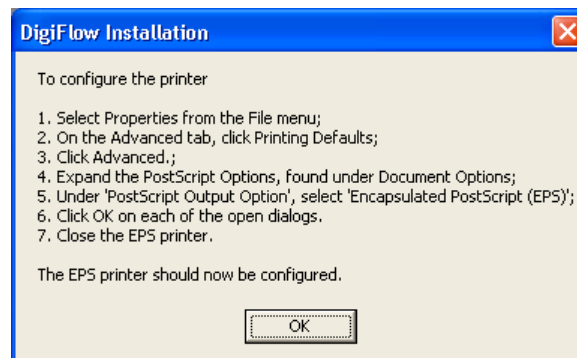 DigiFlow Installation
To configure the printer
1. Select Properties from the File menu;
2. On the Advanced tab, click Printing Defaults;
3. Click Advanced.;
4. Expand the PostScript Options, found under Document Options;
5. Under 'PostScript Output Option', select 'Encapsulated PostScript (EPS)';
6. Click OK on each of the open dialogs.
7. Close the EPS printer.
The EPS printer should now be configured.
OK